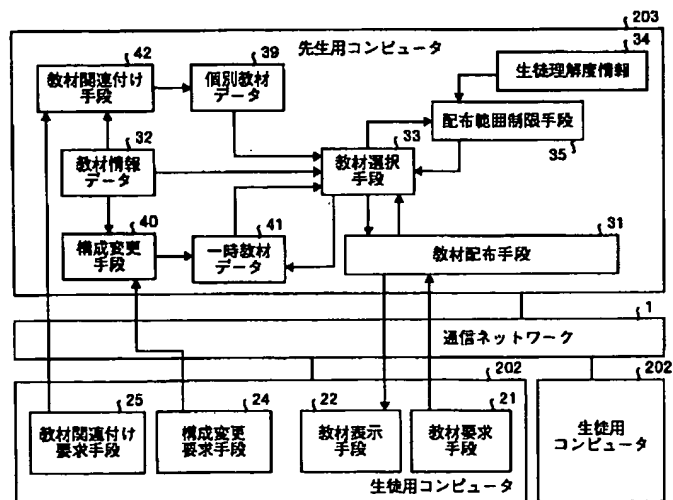 203
先生用コンピュータ
42
教材関連付け
手段
39
個別教材
データ
34
生徒理解度情報
32
教材情報
データ
33
教材選択
手段
配布範囲制限手段
35
40
構成変更
手段
41
一時教材
データ
31
教材配布手段
1
通信ネットワーク
202
202
25
教材関連付け
要求手段
24
構成変更
要求手段
22
教材表示
手段
21
教材要求
手段
生徒用コンピュータ
生徒用
コンピュータ